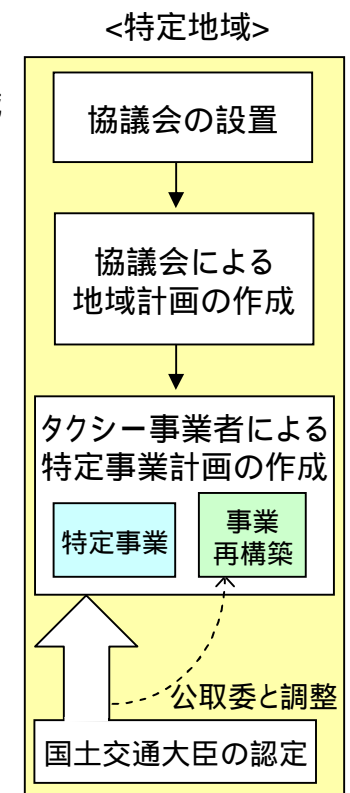 <特定地域>
協議会の設置
協議会による
地域計画の作成
タクシー事業者による
特定事業計画の作成
特定事業
事業
再構築
公取委と調整
国土交通大臣の認定